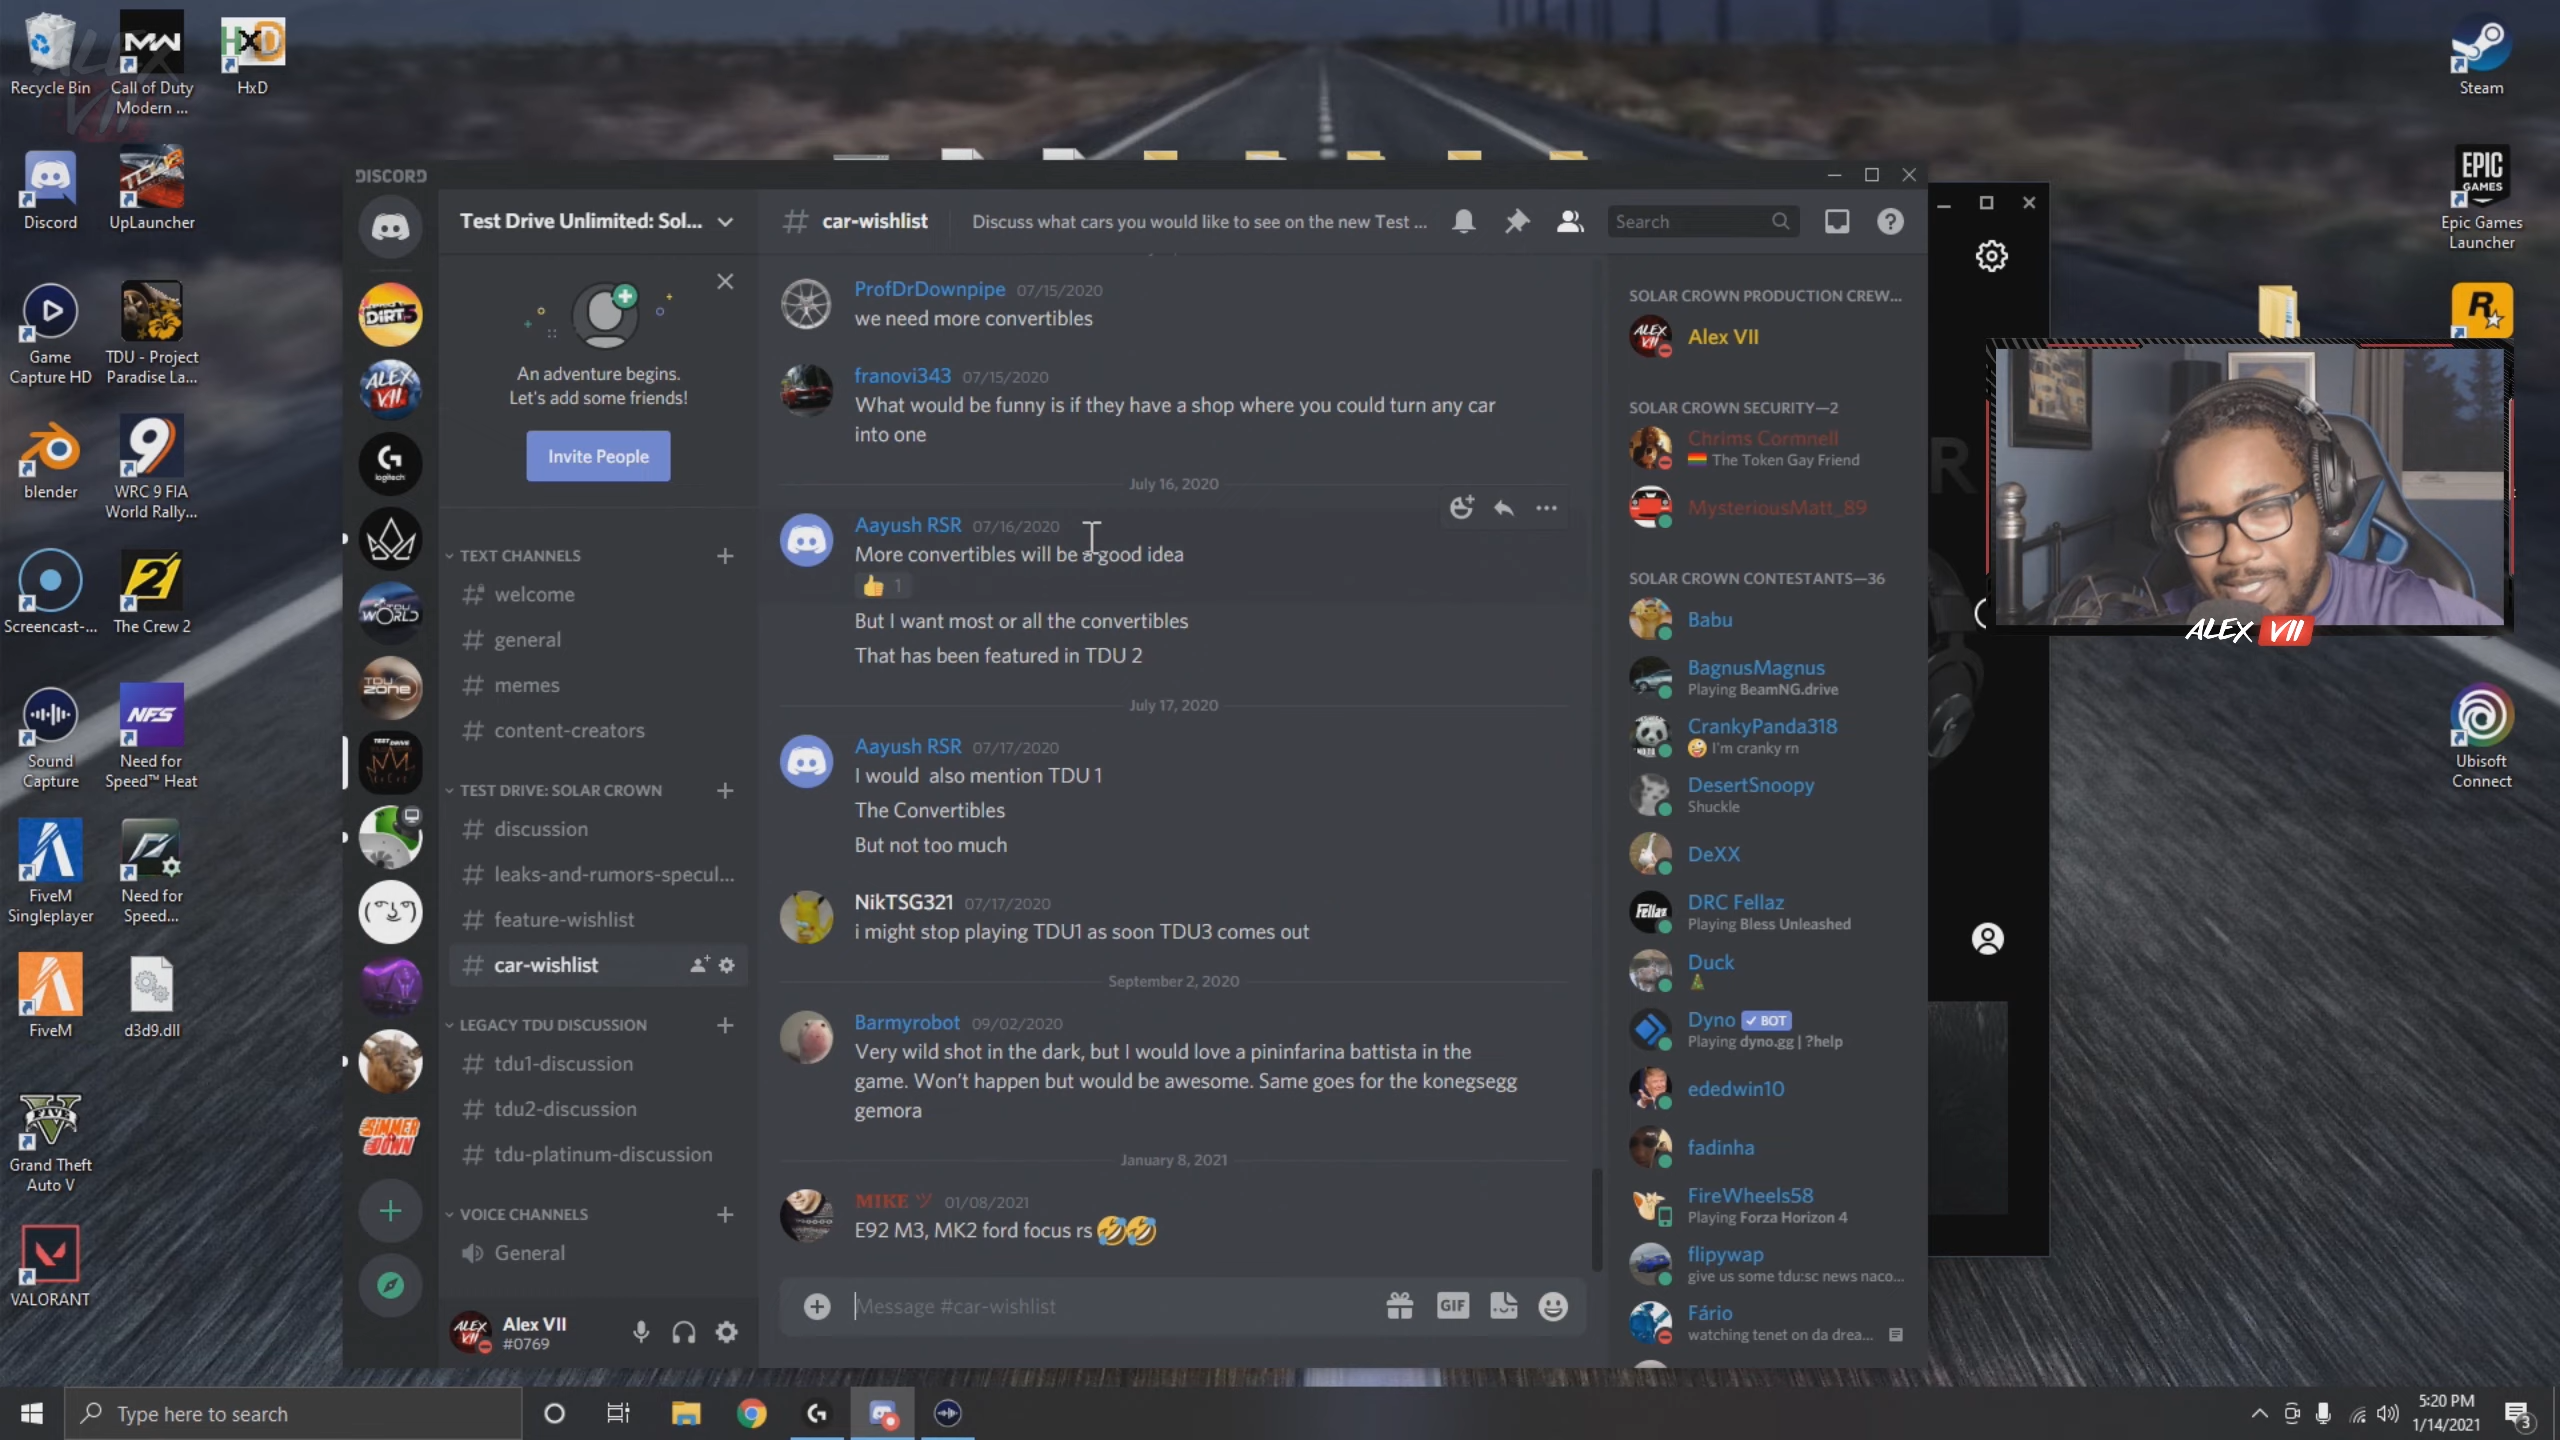 Recycle Bin
Call of Duty
Modern ...
HxD
Discord
UpLauncher
Game
Capture HD
TDU - Project
Paradise La...
blender
WRC 9 FIA
World Rally...
Screencast-...
The Crew 2
Sound
Capture
Need for
Speed™ Heat
FiveM
Singleplayer
Need for
Speed...
FiveM
d3d9.dll
Grand Theft
Auto V
VALORANT
DISCORD
Test Drive Unlimited: Sol...
An adventure begins.
Let's add some friends!
Invite People
TEXT CHANNELS
# welcome
# general
# memes
# content-creators
TEST DRIVE: SOLAR CROWN
# discussion
# leaks-and-rumors-specul...
# feature-wishlist
# car-wishlist
LEGACY TDU DISCUSSION
# tdu1-discussion
# tdu2-discussion
# tdu-platinum-discussion
VOICE CHANNELS
General
Alex VII
#0769
# car-wishlist
Discuss what cars you would like to see on the new Test ...
Search
ProfDrDownpipe 07/15/2020
we need more convertibles
franovi343 07/15/2020
What would be funny is if they have a shop where you could turn any car
into one
July 16, 2020
Aayush RSR 07/16/2020
More convertibles will be a good idea
👍 1
But I want most or all the convertibles
That has been featured in TDU 2
July 17, 2020
Aayush RSR 07/17/2020
I would also mention TDU 1
The Convertibles
But not too much
NikTSG321 07/17/2020
i might stop playing TDU1 as soon TDU3 comes out
September 2, 2020
Barmyrobot 09/02/2020
Very wild shot in the dark, but I would love a pininfarina battista in the
game. Won't happen but would be awesome. Same goes for the konegsegg
gemora
January 8, 2021
MIKE ツ 01/08/2021
E92 M3, MK2 ford focus rs 🤣🤣
Message #car-wishlist
GIF
SOLAR CROWN PRODUCTION CREW...
Alex VII
SOLAR CROWN SECURITY—2
Chrims Cormnell
🏳️‍🌈 The Token Gay Friend
MysteriousMatt_89
SOLAR CROWN CONTESTANTS—36
Babu
BagnusMagnus
Playing BeamNG.drive
CrankyPanda318
🤪 I'm cranky rn
DesertSnoopy
Shuckle
DeXX
DRC Fellaz
Playing Bless Unleashed
Duck
🎄
Dyno ✓ BOT
Playing dyno.gg | ?help
ededwin10
fadinha
FireWheels58
Playing Forza Horizon 4
flipywap
give us some tdu:sc news naco...
Fário
watching tenet on da drea...
Steam
Epic Games
Launcher
ALEX VII
Ubisoft
Connect
Type here to search
5:20 PM
1/14/2021
3